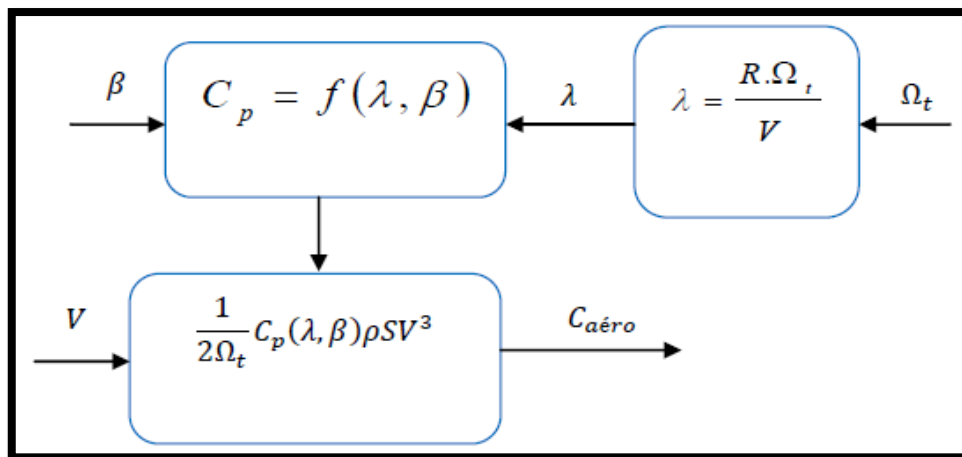 β
C_p = f(λ, β)
λ
λ = R.Ω_t / V
Ω_t
V
1/2Ω_t C_p(λ, β)ρSV³
C_aéro